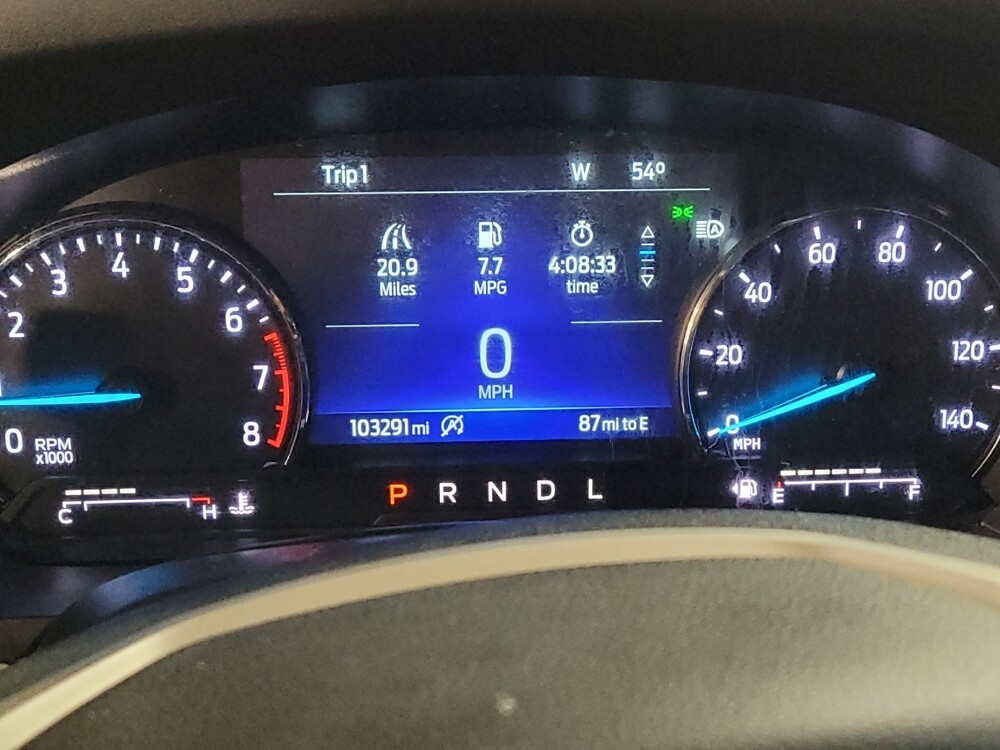 Trip 1 W 54º
20.9 7.7 4:08:33
Miles MPG time
0
MPH
103291 mi 87 mi to E
0 2 3 4 5 6 7 8
RPM
x1000
0 20 40 60 80 100 120 140
MPH
A
C H
P R N D L
E F